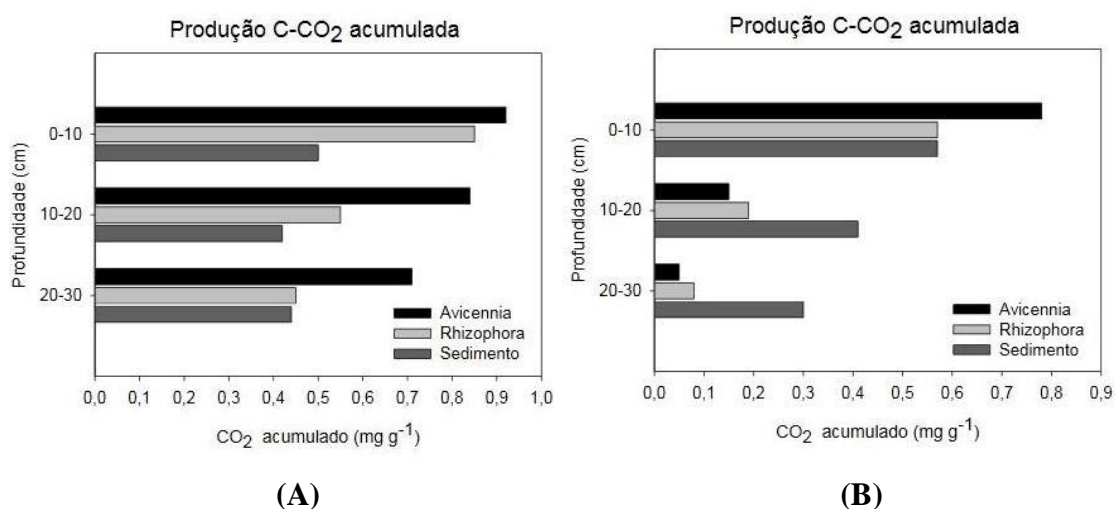 Produção C-CO2 acumulada
Profundidade (cm)
0-10
10-20
20-30
Avicennia
Rhizophora
Sedimento
0,0 0,1 0,2 0,3 0,4 0,5 0,6 0,7 0,8 0,9 1,0
CO2 acumulado (mg g-1)
(A)
Produção C-CO2 acumulada
Profundidade (cm)
0-10
10-20
20-30
Avicennia
Rhizophora
Sedimento
0,0 0,1 0,2 0,3 0,4 0,5 0,6 0,7 0,8 0,9
CO2 acumulado (mg g-1)
(B)